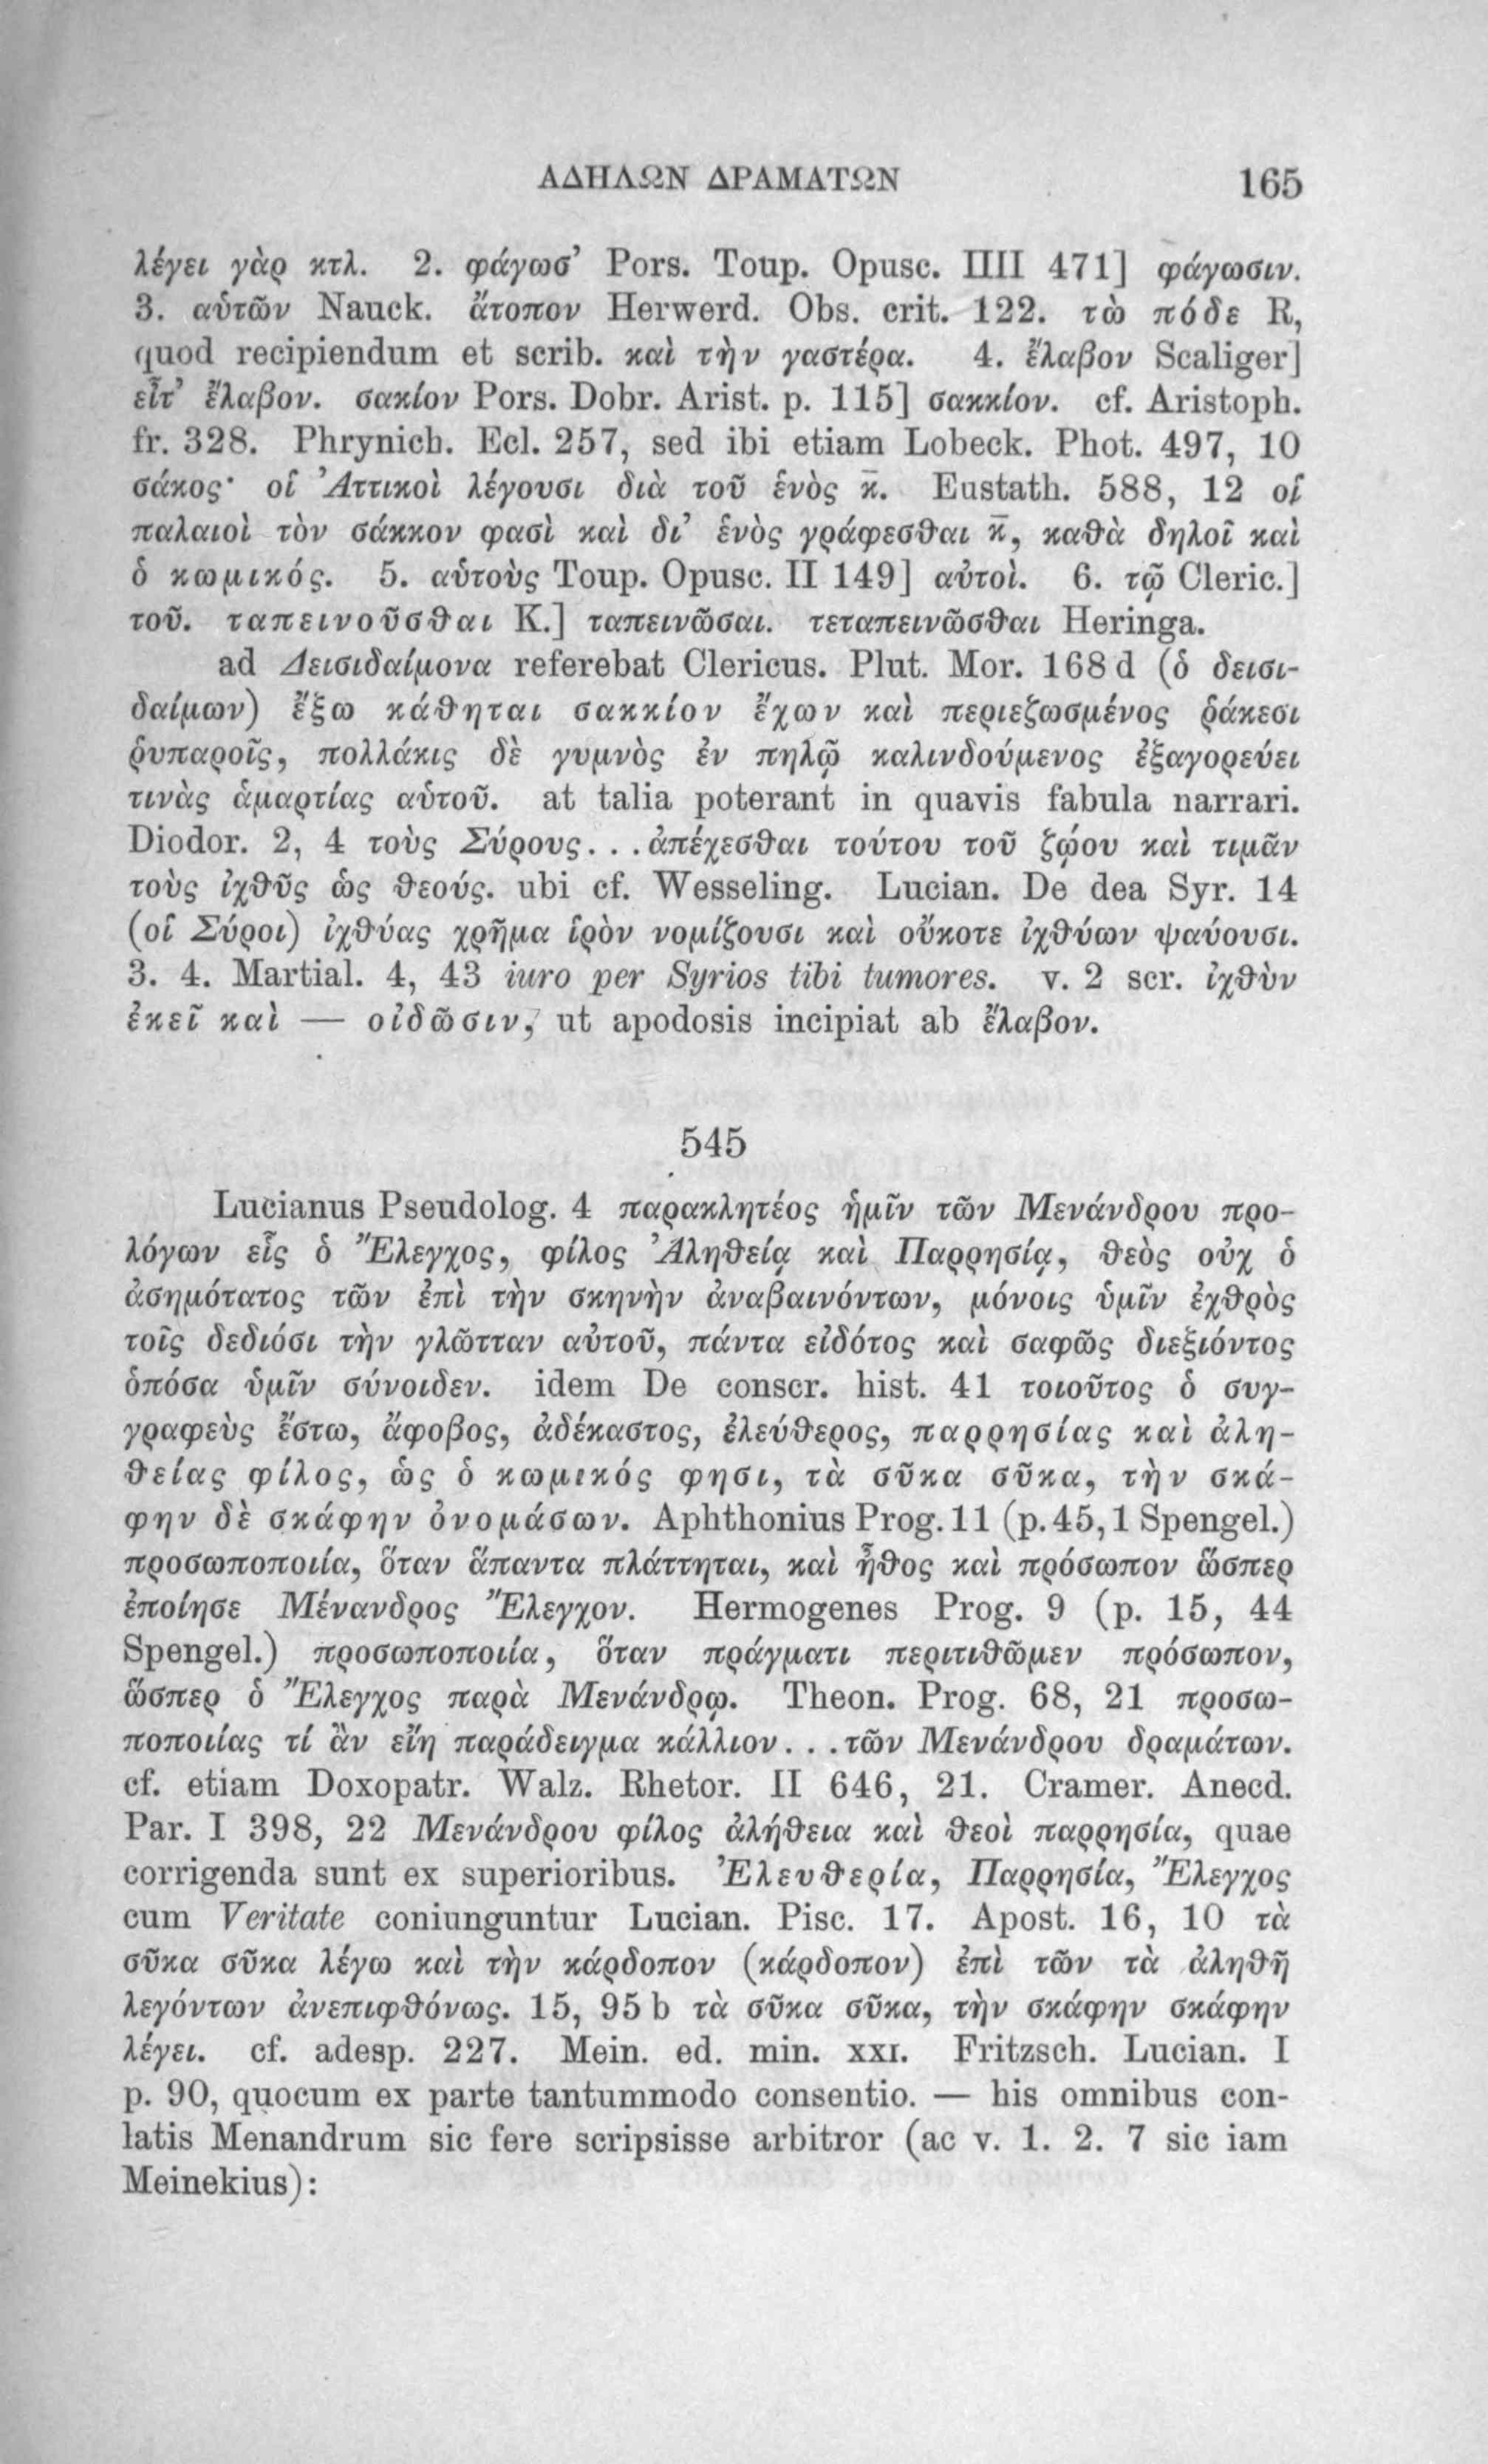 ΑΔΗΛΩΝ ΔΡΑΜΑΤΩΝ 165
λέγει γὰρ κτλ. 2. φάγωσ’ Pors. Toup. Opusc. IIII 471] φάγωσιν.
3. αὑτῶν Nauck. ἄτοπον Herwerd. Obs. crit. 122. τὼ πόδε R,
quod recipiendum et scrib. καὶ τὴν γαστέρα. 4. ἔλαβον Scaliger]
εἶτ’ ἔλαβον. σακίον Pors. Dobr. Arist. p. 115] σακκίον. cf. Aristoph.
fr. 328. Phrynich. Ecl. 257, sed ibi etiam Lobeck. Phot. 497, 10
σάκος· οἱ Ἀττικοὶ λέγουσι διὰ τοῦ ἑνὸς κ̄. Eustath. 588, 12 οἱ
παλαιοὶ τὸν σάκκον φασὶ καὶ δι’ ἑνὸς γράφεσθαι κ̄, καθὰ δηλοῖ καὶ
ὁ κωμικός. 5. αὑτοὺς Toup. Opusc. II 149] αὐτοὶ. 6. τῷ Cleric.]
τοῦ. ταπεινοῦσθαι K.] ταπεινῶσαι. τεταπεινῶσθαι Heringa.
ad Δεισιδαίμονα referebat Clericus. Plut. Mor. 168 d (ὁ δεισι-
δαίμων) ἔξω κάθηται σακκίον ἔχων καὶ περιεζωσμένος ῥάκεσι
ῥυπαροῖς, πολλάκις δὲ γυμνὸς ἐν πηλῷ καλινδούμενος ἐξαγορεύει
τινὰς ἁμαρτίας αὑτοῦ. at talia poterant in quavis fabula narrari.
Diodor. 2, 4 τοὺς Σύρους. . .ἀπέχεσθαι τούτου τοῦ ζῴου καὶ τιμᾶν
τοὺς ἰχθῦς ὡς θεούς. ubi cf. Wesseling. Lucian. De dea Syr. 14
(οἱ Σύροι) ἰχθύας χρῆμα ἱρὸν νομίζουσι καὶ οὔκοτε ἰχθύων ψαύουσι.
3. 4. Martial. 4, 43 iuro per Syrios tibi tumores. v. 2 scr. ἰχθὺν
ἐκεῖ καὶ — οἰδῶσιν, ut apodosis incipiat ab ἔλαβον.
545
Lucianus Pseudolog. 4 παρακλητέος ἡμῖν τῶν Μενάνδρου προ-
λόγων εἷς ὁ Ἔλεγχος, φίλος Ἀληθείᾳ καὶ Παρρησίᾳ, θεὸς οὐχ ὁ
ἀσημότατος τῶν ἐπὶ τὴν σκηνὴν ἀναβαινόντων, μόνοις ὑμῖν ἐχθρὸς
τοῖς δεδιόσι τὴν γλῶτταν αὐτοῦ, πάντα εἰδότος καὶ σαφῶς διεξιόντος
ὁπόσα ὑμῖν σύνοιδεν. idem De conscr. hist. 41 τοιοῦτος ὁ συγ-
γραφεὺς ἔστω, ἄφοβος, ἀδέκαστος, ἐλεύθερος, παρρησίας καὶ ἀλη-
θείας φίλος, ὡς ὁ κωμικός φησι, τὰ σῦκα σῦκα, τὴν σκά-
φην δὲ σκάφην ὀνομάσων. Aphthonius Prog. 11 (p. 45, 1 Spengel.)
προσωποποιία, ὅταν ἅπαντα πλάττηται, καὶ ἦθος καὶ πρόσωπον ὥσπερ
ἐποίησε Μένανδρος Ἔλεγχον. Hermogenes Prog. 9 (p. 15, 44
Spengel.) προσωποποιία, ὅταν πράγματι περιτιθῶμεν πρόσωπον,
ὥσπερ ὁ Ἔλεγχος παρὰ Μενάνδρῳ. Theon. Prog. 68, 21 προσω-
ποποιίας τί ἂν εἴη παράδειγμα κάλλιον. . .τῶν Μενάνδρου δραμάτων.
cf. etiam Doxopatr. Walz. Rhetor. II 646, 21. Cramer. Anecd.
Par. I 398, 22 Μενάνδρου φίλος ἀλήθεια καὶ θεοὶ παρρησία, quae
corrigenda sunt ex superioribus. Ἐλευθερία, Παρρησία, Ἔλεγχος
cum Veritate coniunguntur Lucian. Pisc. 17. Apost. 16, 10 τὰ
σῦκα σῦκα λέγω καὶ τὴν κάρδοπον (κάρδοπον) ἐπὶ τῶν τὰ ἀληθῆ
λεγόντων ἀνεπιφθόνως. 15, 95 b τὰ σῦκα σῦκα, τὴν σκάφην σκάφην
λέγει. cf. adesp. 227. Mein. ed. min. XXI. Fritzsch. Lucian. I
p. 90, quocum ex parte tantummodo consentio. — his omnibus con-
latis Menandrum sic fere scripsisse arbitror (ac v. 1. 2. 7 sic iam
Meinekius):